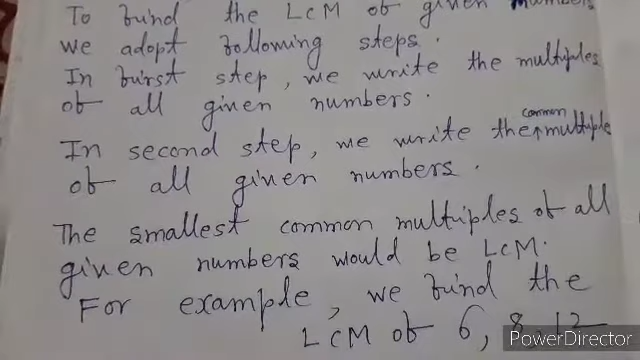 To find the LCM of given numbers
we adopt following steps.
In first step, we write the multiples
of all given numbers.
In second step, we write the common multiple
of all given numbers.
The smallest common multiples of all
given numbers would be LCM.
For example, we find the
LCM of 6, 8, 12
PowerDirector